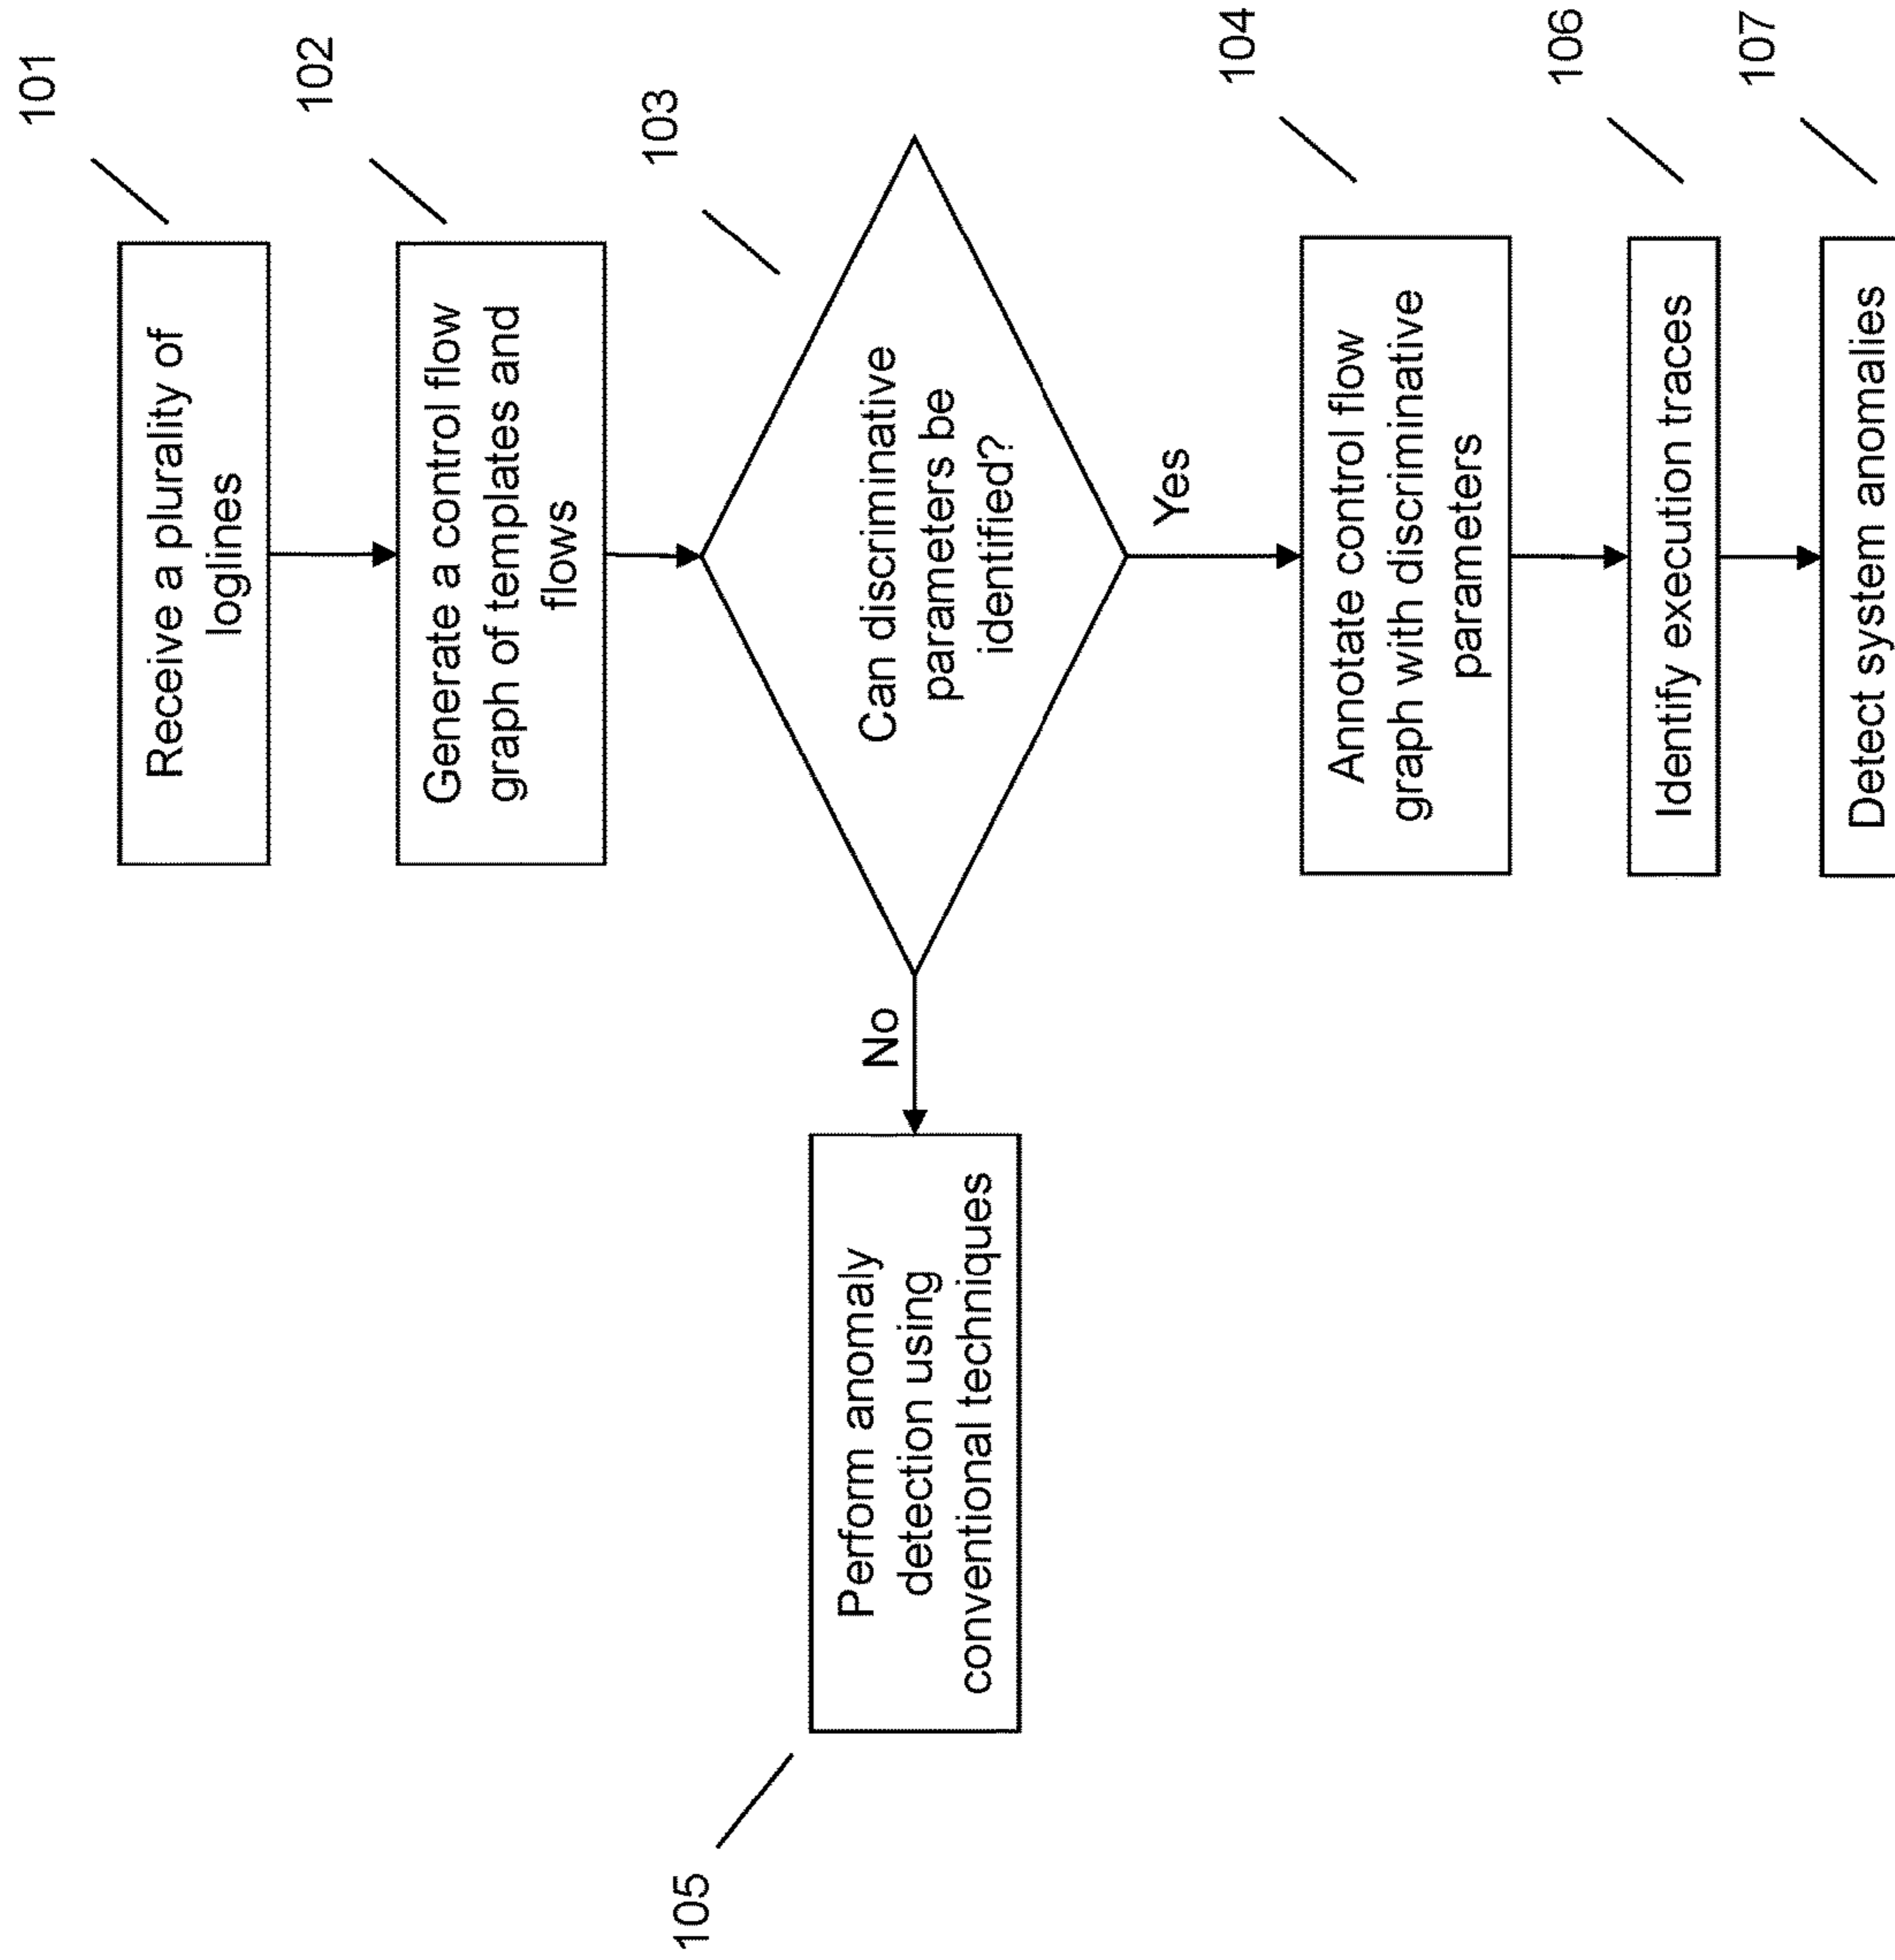 101
Receive a plurality of
loglines
102
Generate a control flow
graph of templates and
flows
103
Can discriminative
parameters be
identified?
No
Yes
105
Perform anomaly
detection using
conventional techniques
104
Annotate control flow
graph with discriminative
parameters
106
Identify execution traces
107
Detect system anomalies